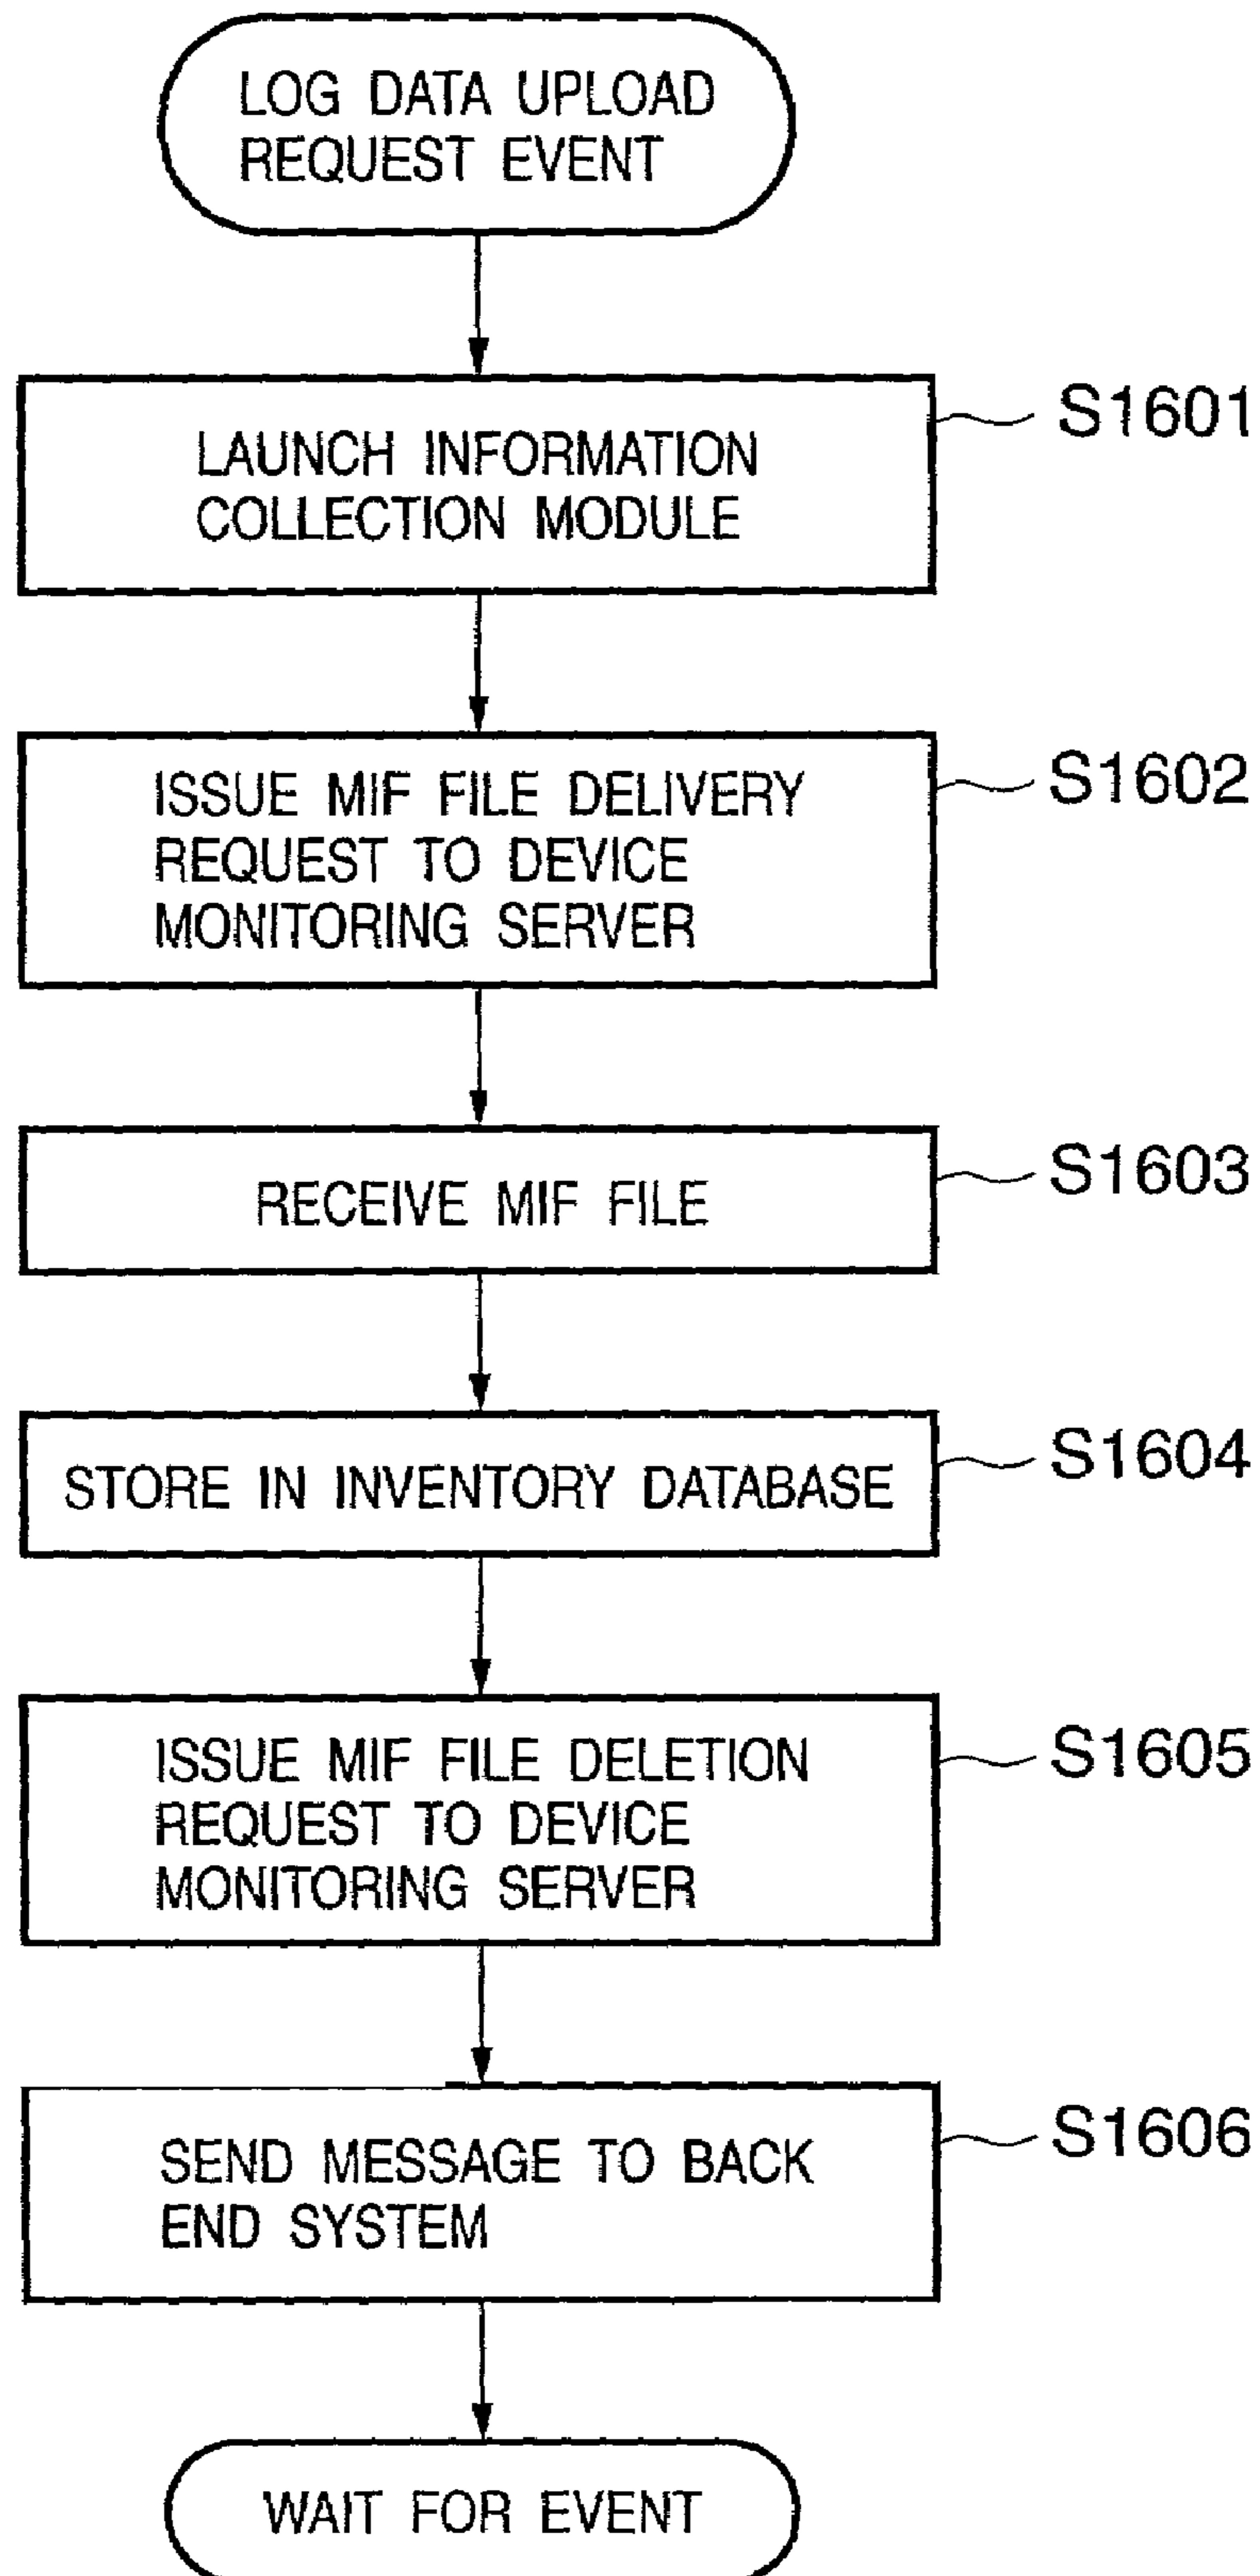 LOG DATA UPLOAD
REQUEST EVENT
S1601
LAUNCH INFORMATION
COLLECTION MODULE
S1602
ISSUE MIF FILE DELIVERY
REQUEST TO DEVICE
MONITORING SERVER
S1603
RECEIVE MIF FILE
S1604
STORE IN INVENTORY DATABASE
S1605
ISSUE MIF FILE DELETION
REQUEST TO DEVICE
MONITORING SERVER
S1606
SEND MESSAGE TO BACK
END SYSTEM
WAIT FOR EVENT